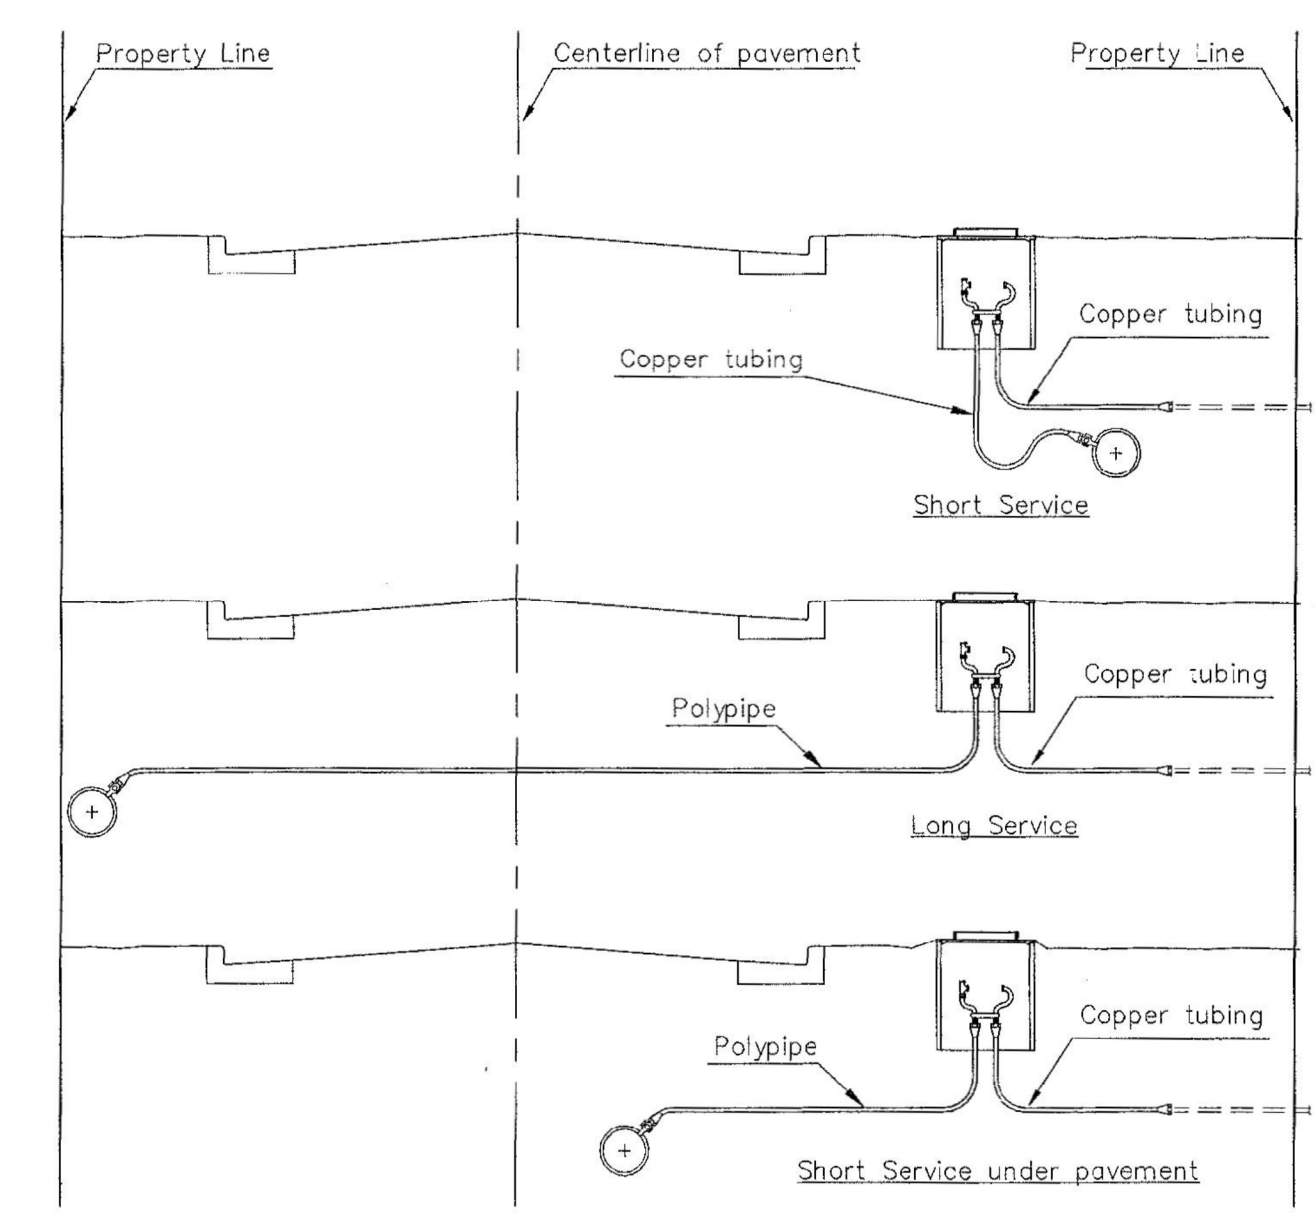 Property Line
Centerline of pavement
Property Line
Copper tubing
Copper tubing
Short Service
Copper tubing
Polypipe
Long Service
Copper tubing
Polypipe
Short Service under pavement